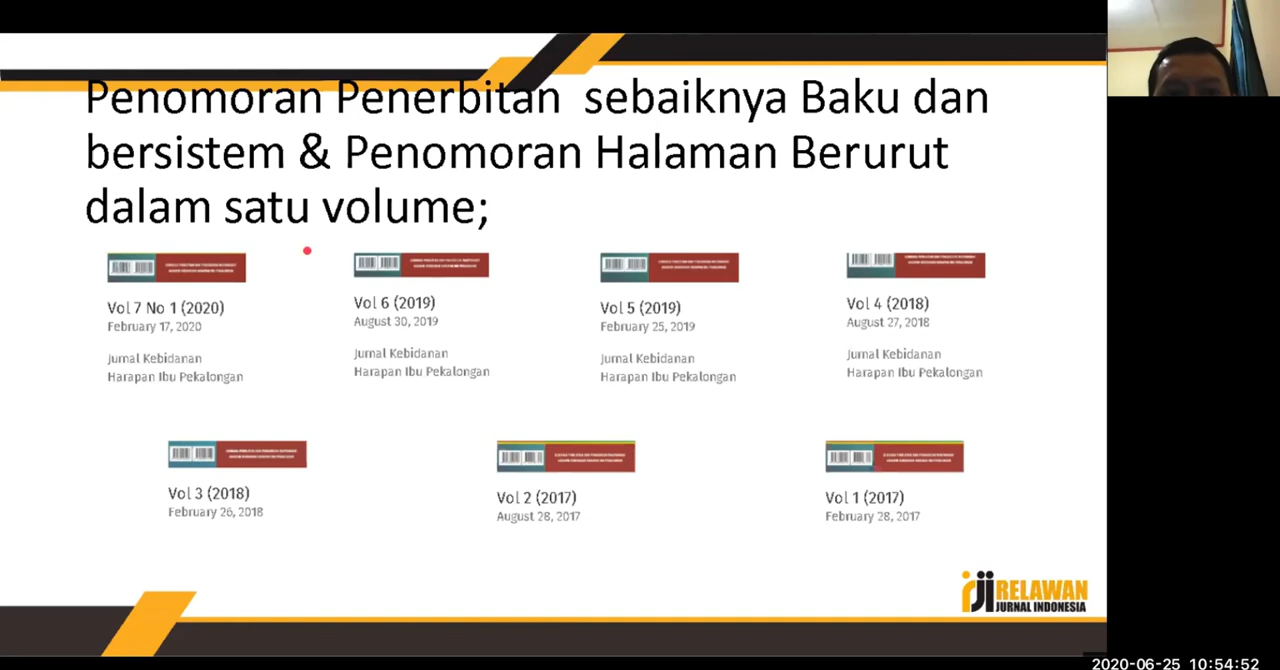 Penomoran Penerbitan sebaiknya Baku dan
bersistem & Penomoran Halaman Berurut
dalam satu volume;
Vol 7 No 1 (2020)
February 17, 2020
Jurnal Kebidanan
Harapan Ibu Pekalongan
Vol 6 (2019)
August 30, 2019
Jurnal Kebidanan
Harapan Ibu Pekalongan
Vol 5 (2019)
February 25, 2019
Jurnal Kebidanan
Harapan Ibu Pekalongan
Vol 4 (2018)
August 27, 2018
Jurnal Kebidanan
Harapan Ibu Pekalongan
Vol 3 (2018)
February 26, 2018
Vol 2 (2017)
August 28, 2017
Vol 1 (2017)
February 28, 2017
rji RELAWAN
JURNAL INDONESIA
2020-06-25 10:54:52